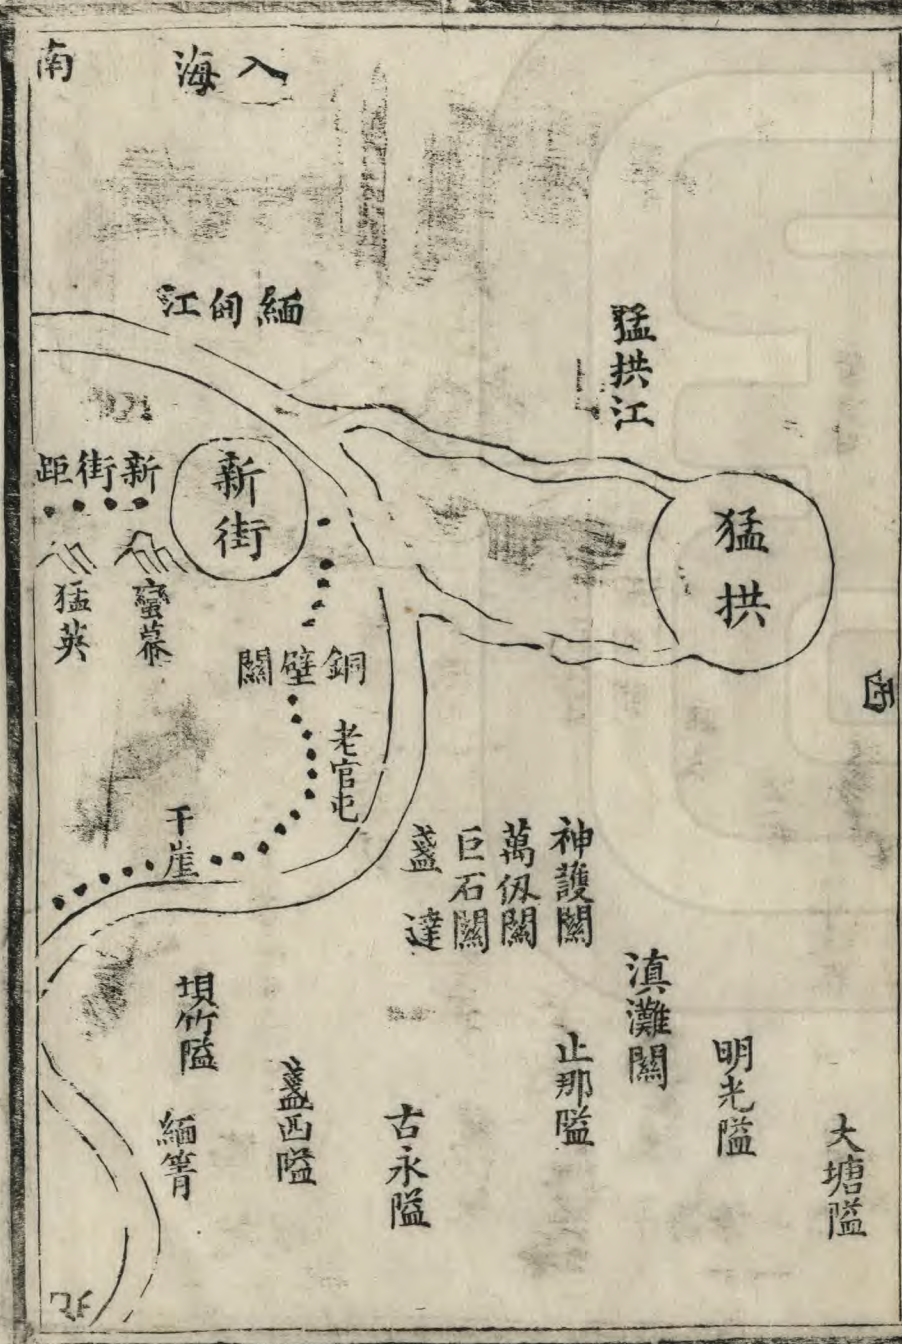 入海
南
緬甸江
猛拱江
猛拱
新街
新街距
蠻幕
猛英
銅壁關
西
老官屯
干崖
神護關
萬仞關
巨石關
盞達
滇灘關
壩竹隘
止那隘
明光隘
盞西隘
古永隘
大塘隘
緬箐
北